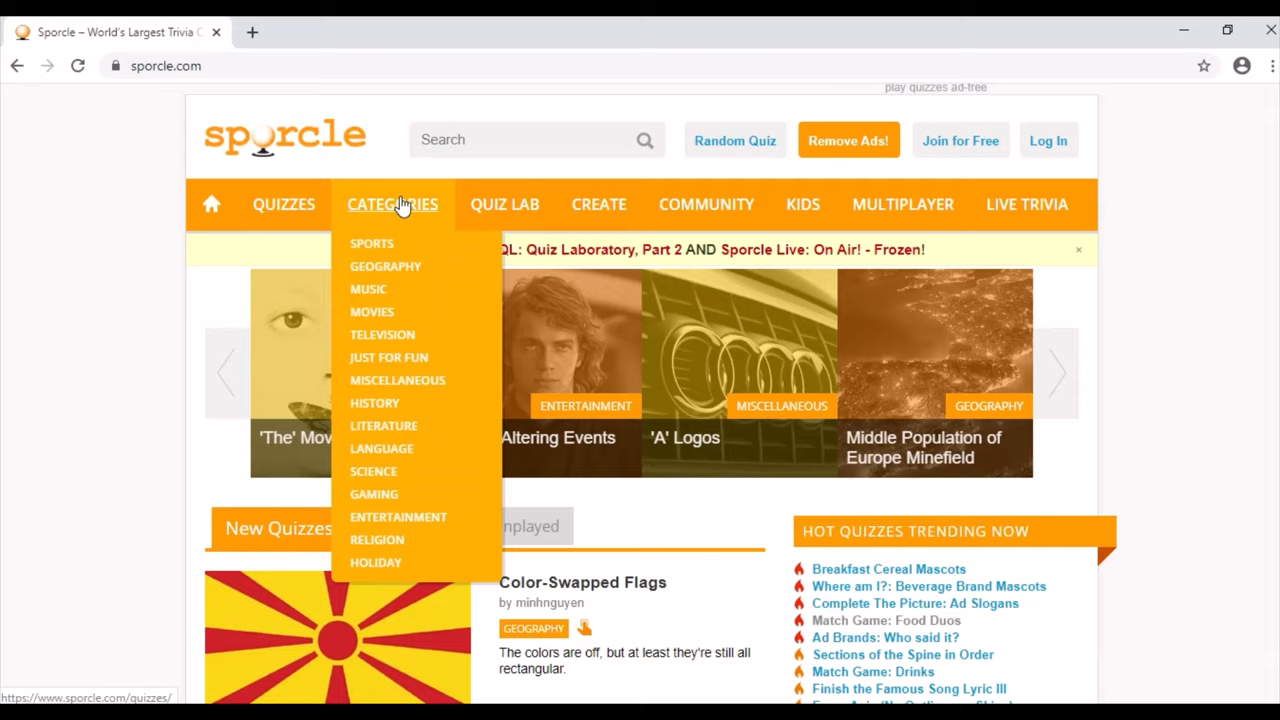 Sporcle – World's Largest Trivia
sporcle.com
play quizzes ad-free
sporcle
Search
Random Quiz
Remove Ads!
Join for Free
Log In
QUIZZES
CATEGORIES
QUIZ LAB
CREATE
COMMUNITY
KIDS
MULTIPLAYER
LIVE TRIVIA
QL: Quiz Laboratory, Part 2 AND Sporcle Live: On Air! - Frozen!
SPORTS
GEOGRAPHY
MUSIC
MOVIES
TELEVISION
JUST FOR FUN
MISCELLANEOUS
HISTORY
LITERATURE
LANGUAGE
SCIENCE
GAMING
ENTERTAINMENT
RELIGION
HOLIDAY
'The'
ENTERTAINMENT
Altering Events
MISCELLANEOUS
'A' Logos
GEOGRAPHY
Middle Population of
Europe Minefield
New Quizzes
HOT QUIZZES TRENDING NOW
Breakfast Cereal Mascots
Where am I?: Beverage Brand Mascots
Complete The Picture: Ad Slogans
Match Game: Food Duos
Ad Brands: Who said it?
Sections of the Spine in Order
Match Game: Drinks
Finish the Famous Song Lyric III
Color-Swapped Flags
by minhnguyen
GEOGRAPHY
The colors are off, but at least they're still all
rectangular.
https://www.sporcle.com/quizzes/